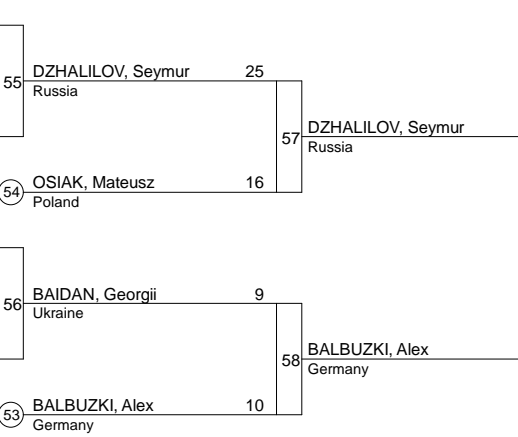 55
DZHALILOV, Seymur 25
Russia
57
DZHALILOV, Seymur
Russia
54
OSIAK, Mateusz 16
Poland
56
BAIDAN, Georgii 9
Ukraine
58
BALBUZKI, Alex
Germany
53
BALBUZKI, Alex 10
Germany